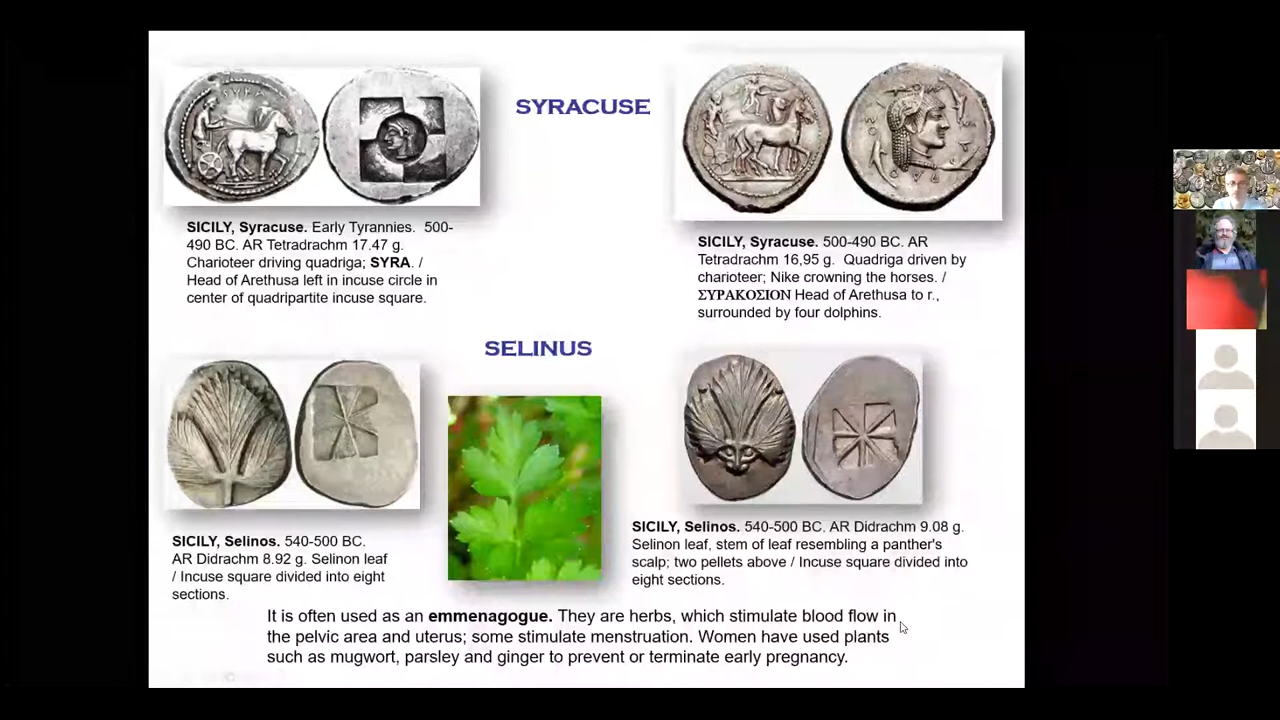 SYRACUSE
SICILY, Syracuse. Early Tyrannies. 500-
490 BC. AR Tetradrachm 17.47 g.
Charioteer driving quadriga; SYRA. /
Head of Arethusa left in incuse circle in
center of quadripartite incuse square.
SICILY, Syracuse. 500-490 BC. AR
Tetradrachm 16,95 g. Quadriga driven by
charioteer; Nike crowning the horses. /
ΣΥΡΑΚΟΣΙΟΝ Head of Arethusa to r.,
surrounded by four dolphins.
SELINUS
SICILY, Selinos. 540-500 BC.
AR Didrachm 8.92 g. Selinon leaf
/ Incuse square divided into eight
sections.
SICILY, Selinos. 540-500 BC. AR Didrachm 9.08 g.
Selinon leaf, stem of leaf resembling a panther's
scalp; two pellets above / Incuse square divided into
eight sections.
It is often used as an emmenagogue. They are herbs, which stimulate blood flow in
the pelvic area and uterus; some stimulate menstruation. Women have used plants
such as mugwort, parsley and ginger to prevent or terminate early pregnancy.